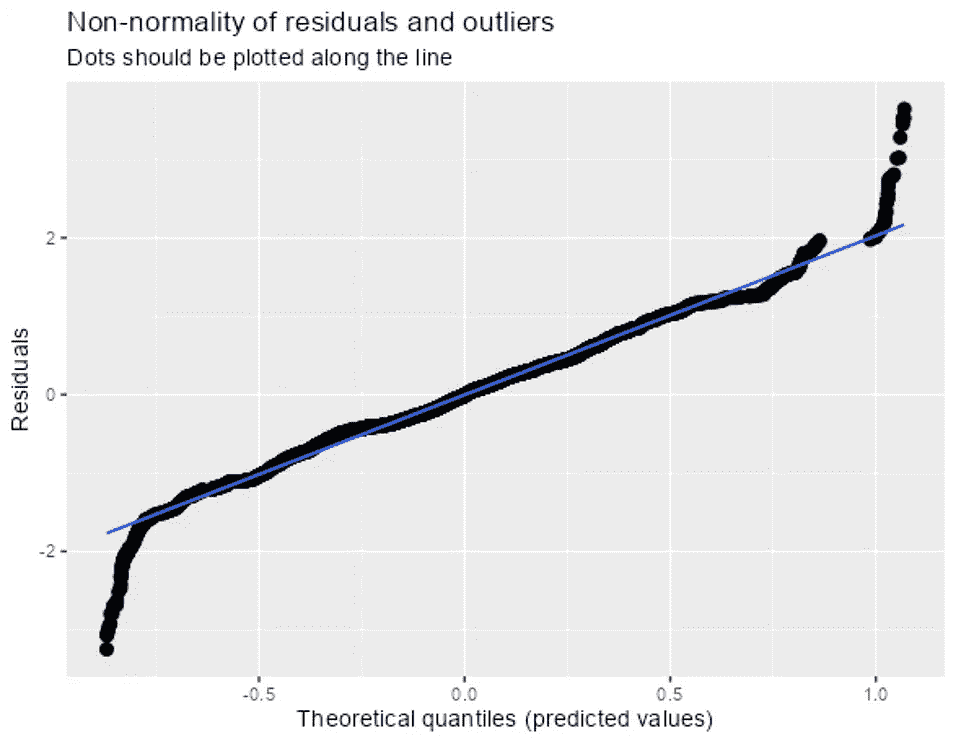 Non-normality of residuals and outliers
Dots should be plotted along the line
2
0
-2
Residuals
-0.5 0.0 0.5 1.0
Theoretical quantiles (predicted values)